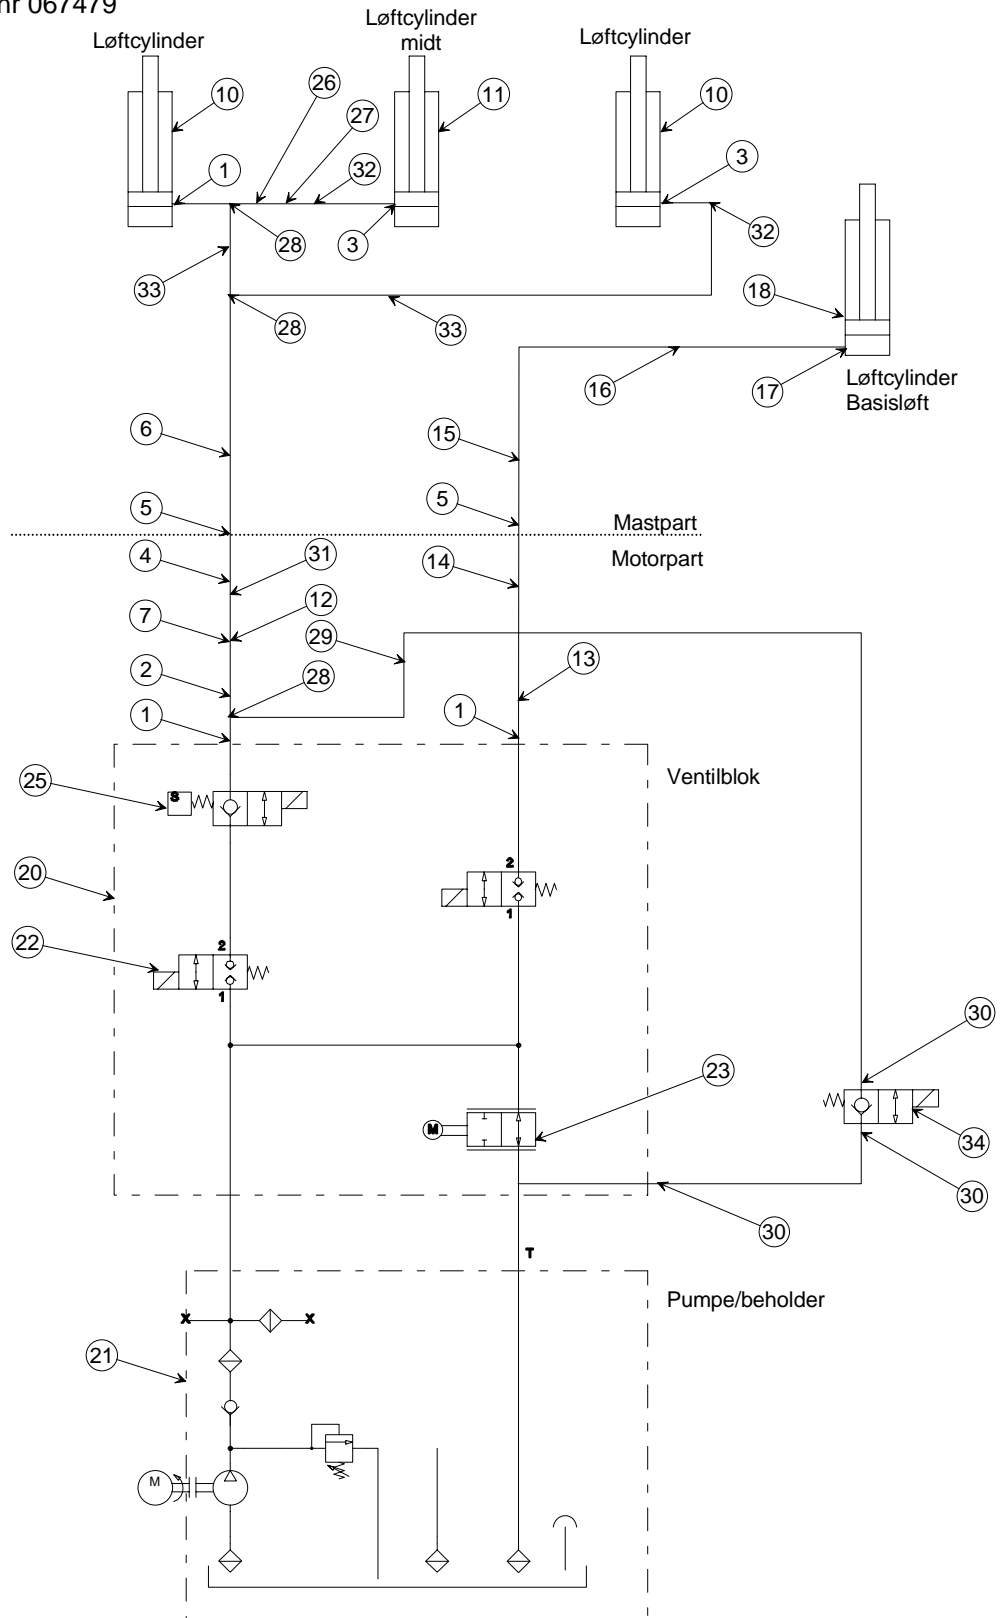 nr 067479
Løftcylinder
Løftcylinder
midt
Løftcylinder
10
26
11
10
27
1
32
3
28
3
32
33
28
33
18
16
17
Løftcylinder
Basisløft
6
15
5
5
Mastpart
4
31
14
Motorpart
7
12
29
2
28
13
1
1
25
S
Ventilblok
20
2
1
22
2
1
30
23
M
34
30
30
T
Pumpe/beholder
X
X
21
M